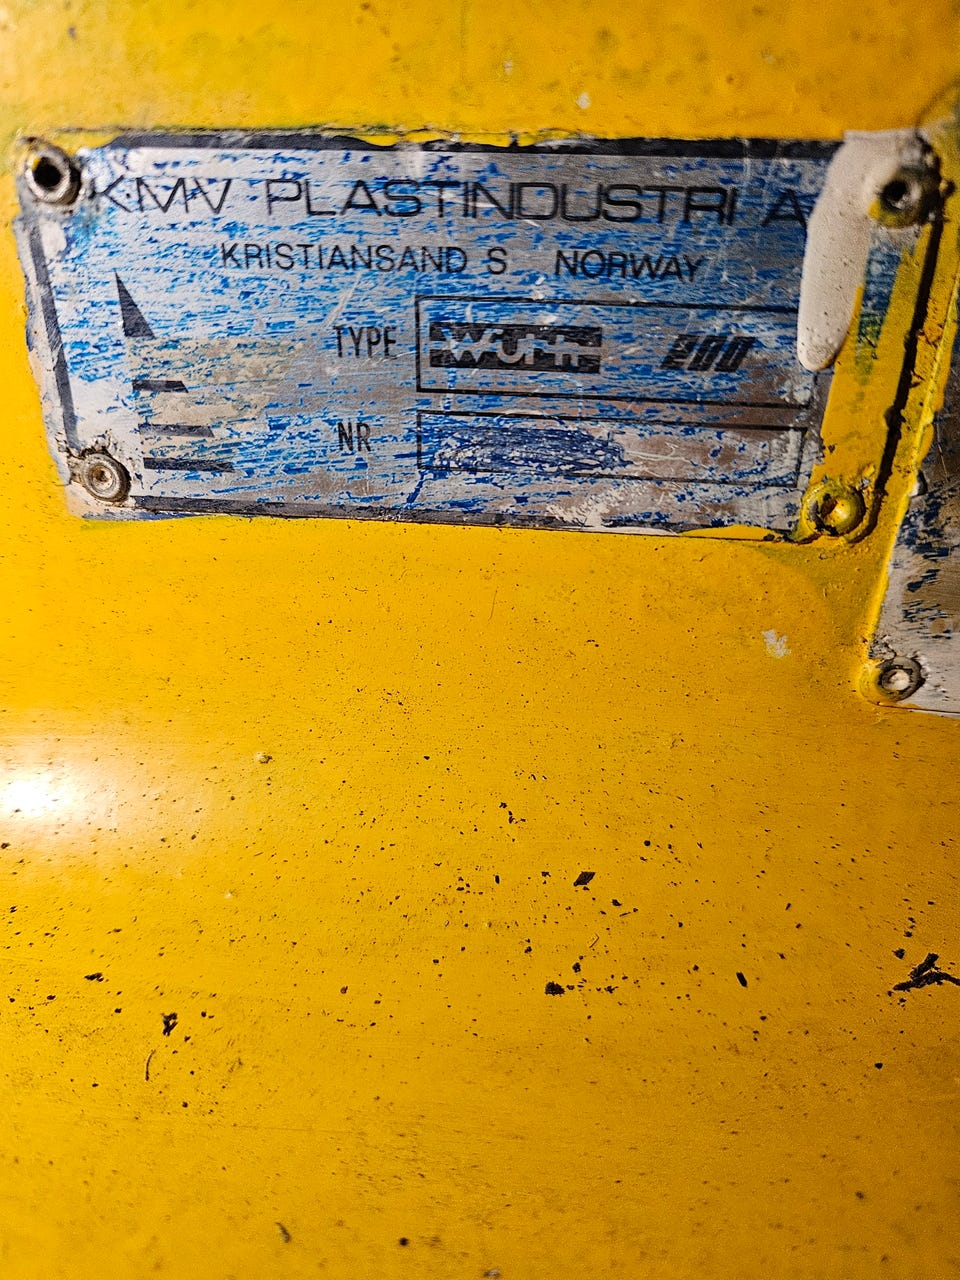 KMV PLASTINDUSTRI A
KRISTIANSAND S NORWAY
TYPE
NR